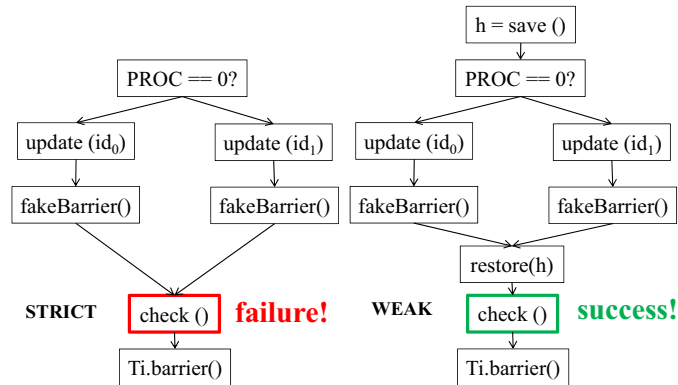 PROC == 0?
update (id₀)
update (id₁)
fakeBarrier()
fakeBarrier()
STRICT
check ()
failure!
Ti.barrier()
h = save ()
PROC == 0?
update (id₀)
update (id₁)
fakeBarrier()
fakeBarrier()
restore(h)
WEAK
check ()
success!
Ti.barrier()